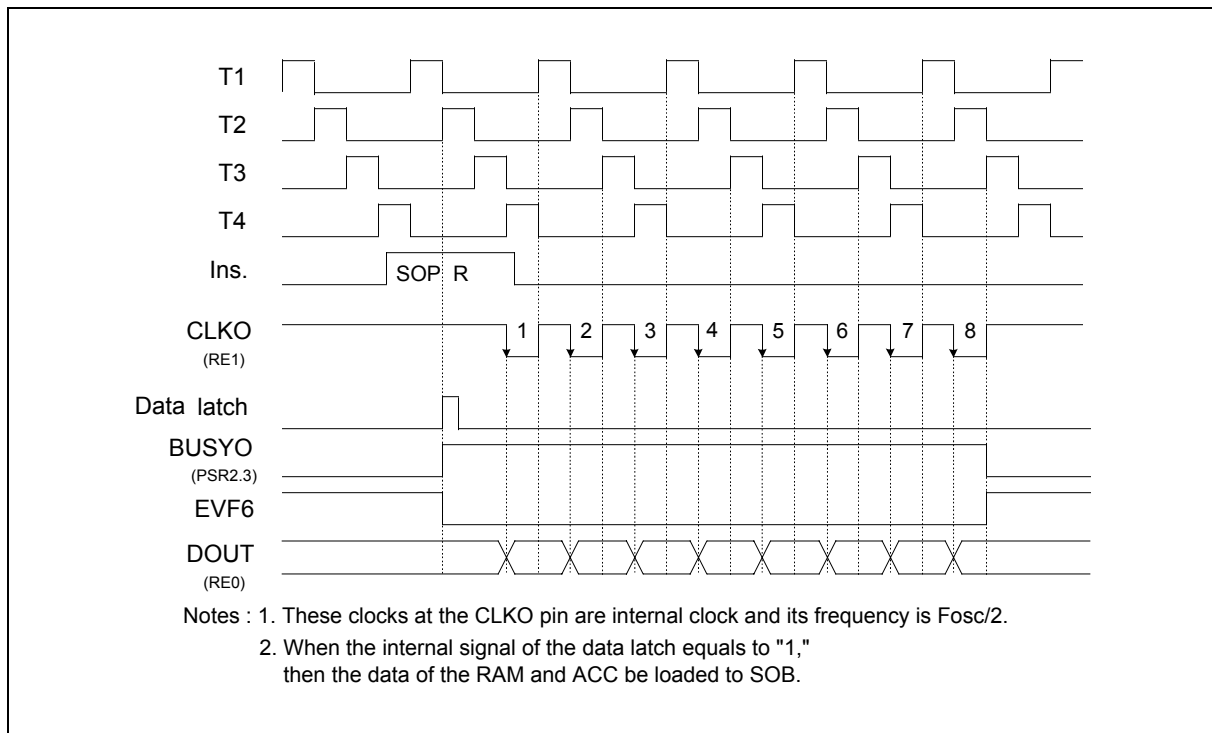 T1
T2
T3
T4
Ins.
SOP R
CLKO
(RE1)
1 2 3 4 5 6 7 8
Data latch
BUSYO
(PSR2.3)
EVF6
DOUT
(RE0)
Notes : 1. These clocks at the CLKO pin are internal clock and its frequency is Fosc/2.
2. When the internal signal of the data latch equals to "1,"
then the data of the RAM and ACC be loaded to SOB.